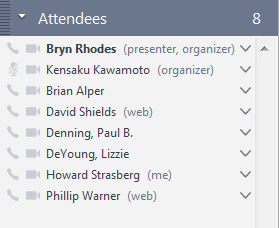 Attendees 8
Bryn Rhodes (presenter, organizer)
Kensaku Kawamoto (organizer)
Brian Alper
David Shields (web)
Denning, Paul B.
DeYoung, Lizzie
Howard Strasberg (me)
Phillip Warner (web)